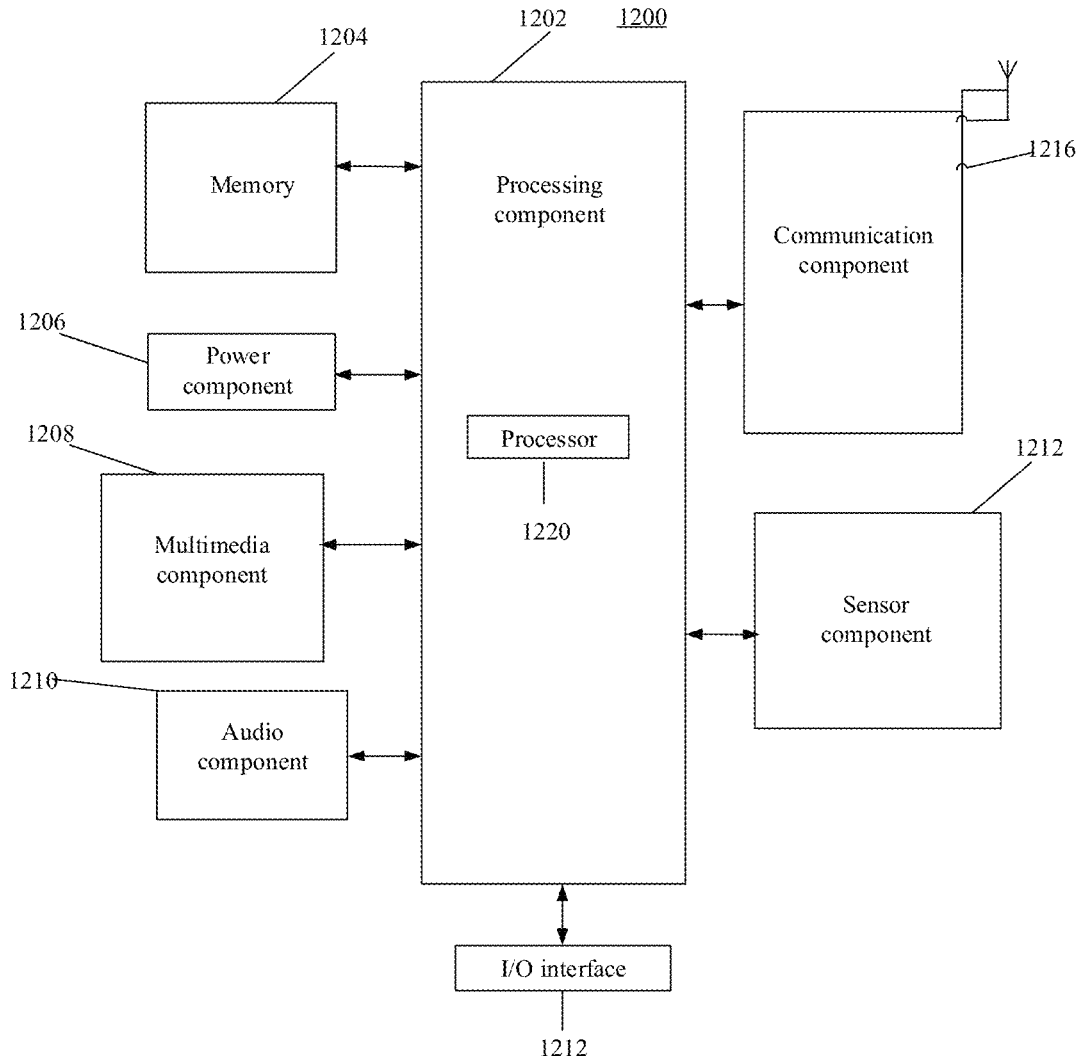 1202
1200
1204
Memory
Processing
component
1216
Communication
component
1206
Power
component
1208
Processor
1212
1220
Multimedia
component
Sensor
component
1210
Audio
component
I/O interface
1212